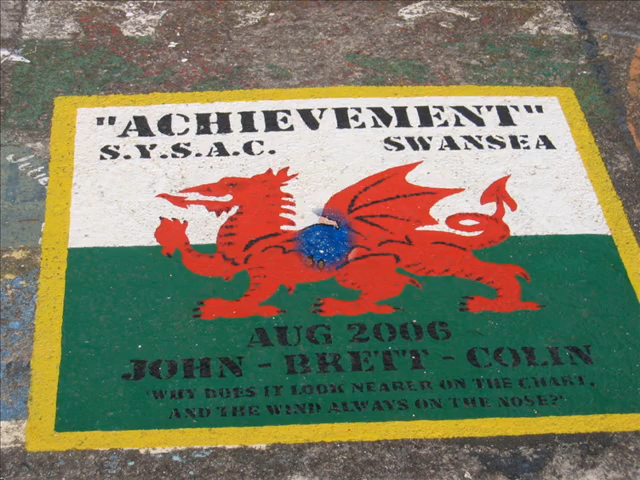 "ACHIEVEMENT"
S.Y.S.A.C. SWANSEA
30
AUG 2006
JOHN - BRETT - COLIN
'WHY DOES IT LOOK NEARER ON THE CHART,
AND THE WIND ALWAYS ON THE NOSE?'